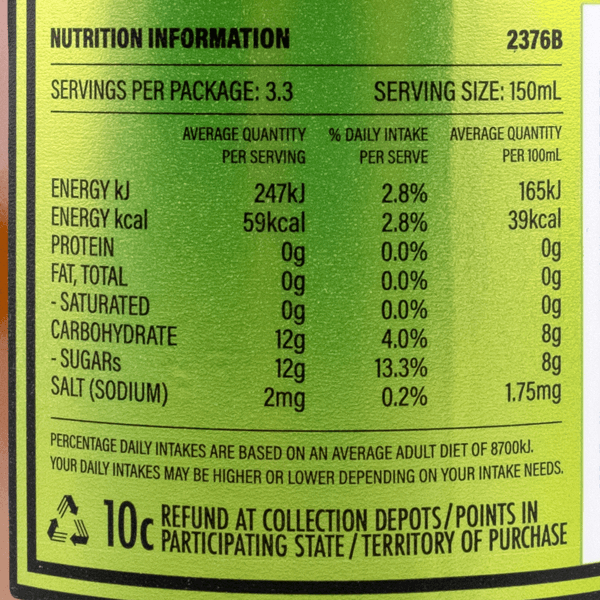 NUTRITION INFORMATION 2376B
SERVINGS PER PACKAGE: 3.3 SERVING SIZE: 150mL
AVERAGE QUANTITY % DAILY INTAKE AVERAGE QUANTITY
PER SERVING PER SERVE PER 100mL
ENERGY kJ 247kJ 2.8% 165kJ
ENERGY kcal 59kcal 2.8% 39kcal
PROTEIN 0g 0.0% 0g
FAT, TOTAL 0g 0.0% 0g
- SATURATED 0g 0.0% 0g
CARBOHYDRATE 12g 4.0% 8g
- SUGARs 12g 13.3% 8g
SALT (SODIUM) 2mg 0.2% 1.75mg
PERCENTAGE DAILY INTAKES ARE BASED ON AN AVERAGE ADULT DIET OF 8700kJ.
YOUR DAILY INTAKES MAY BE HIGHER OR LOWER DEPENDING ON YOUR INTAKE NEEDS.
10c REFUND AT COLLECTION DEPOTS/POINTS IN
PARTICIPATING STATE/TERRITORY OF PURCHASE